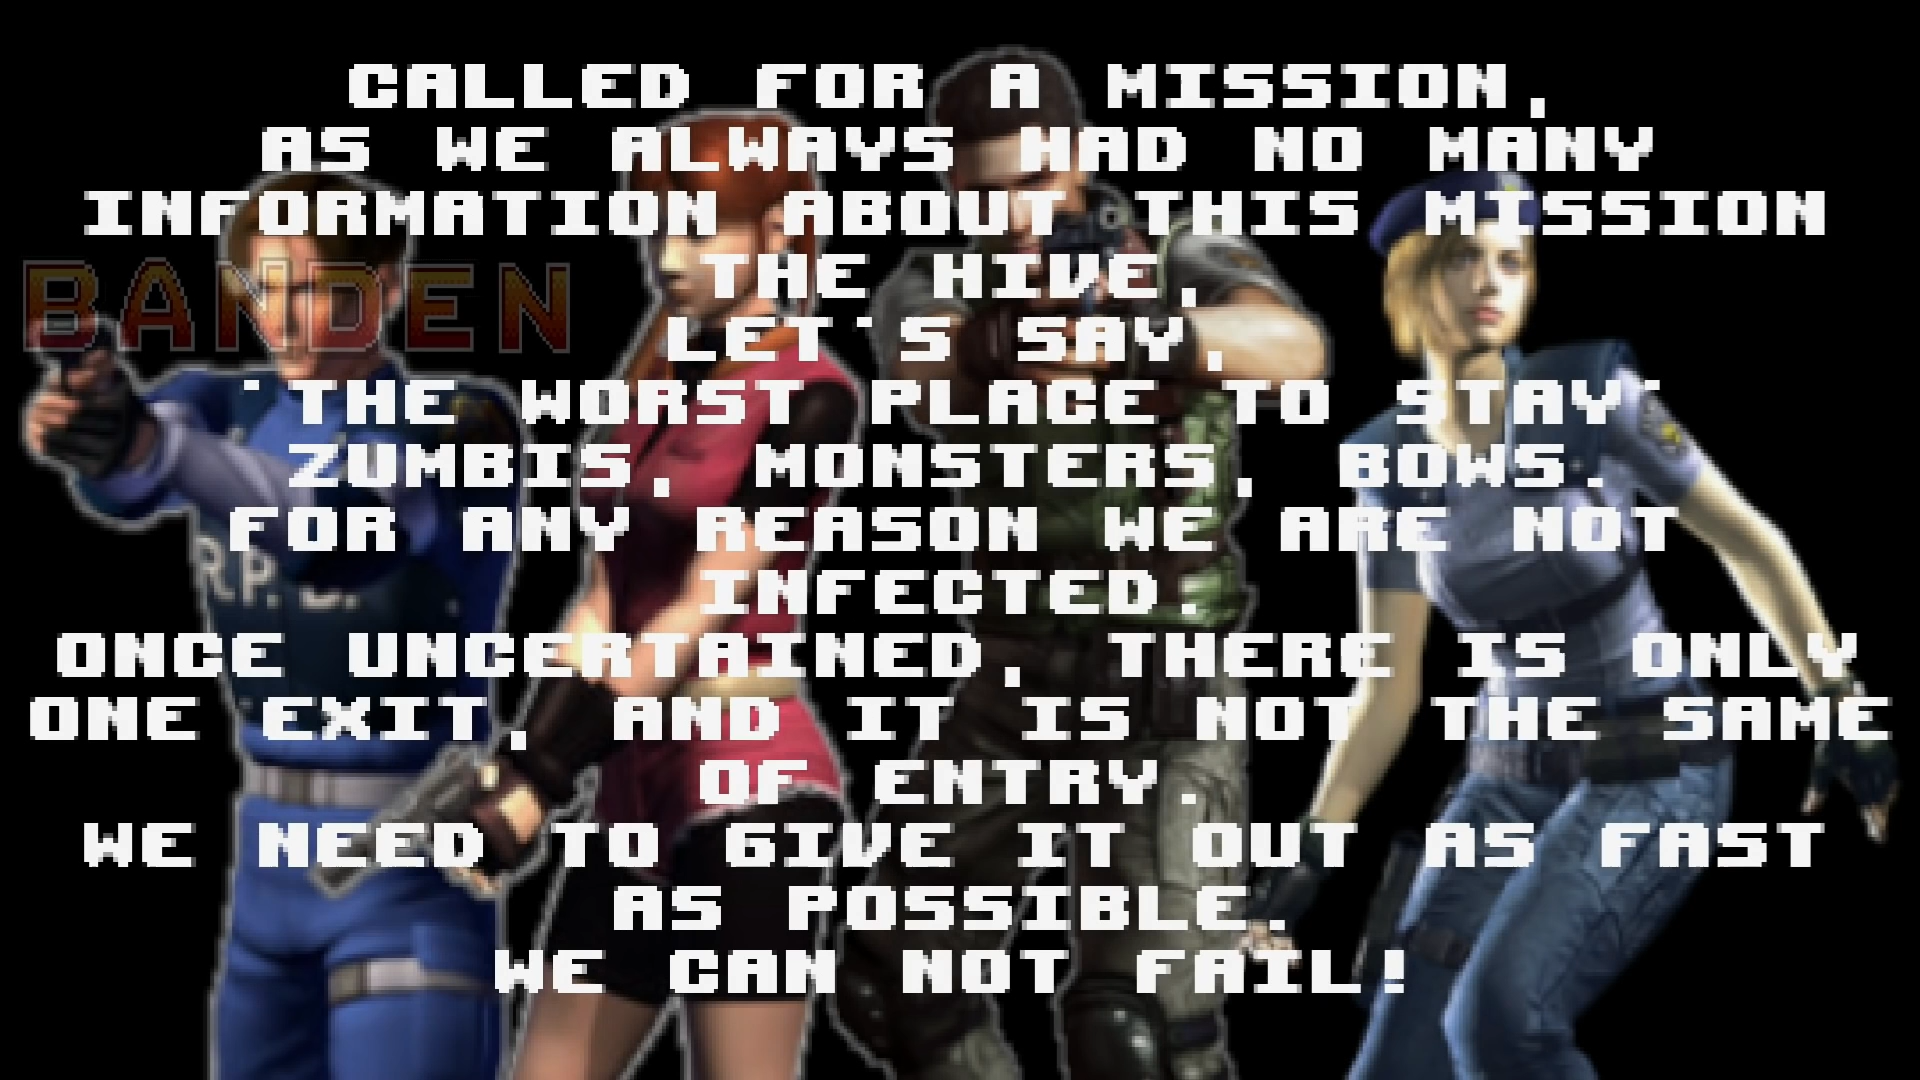 CALLED FOR A MISSION,
AS WE ALWAYS HAD NO MANY
INFORMATION ABOUT THIS MISSION
THE HIVE,
BANDEN
LET'S SAY,
'THE WORST PLACE TO STAY'
ZUMBIS, MONSTERS, BOWS.
FOR ANY REASON WE ARE NOT
R.P.D.
INFECTED.
ONCE UNCERTAINED, THERE IS ONLY
ONE EXIT, AND IT IS NOT THE SAME
OF ENTRY.
WE NEED TO GIVE IT OUT AS FAST
AS POSSIBLE.
WE CAN NOT FAIL!